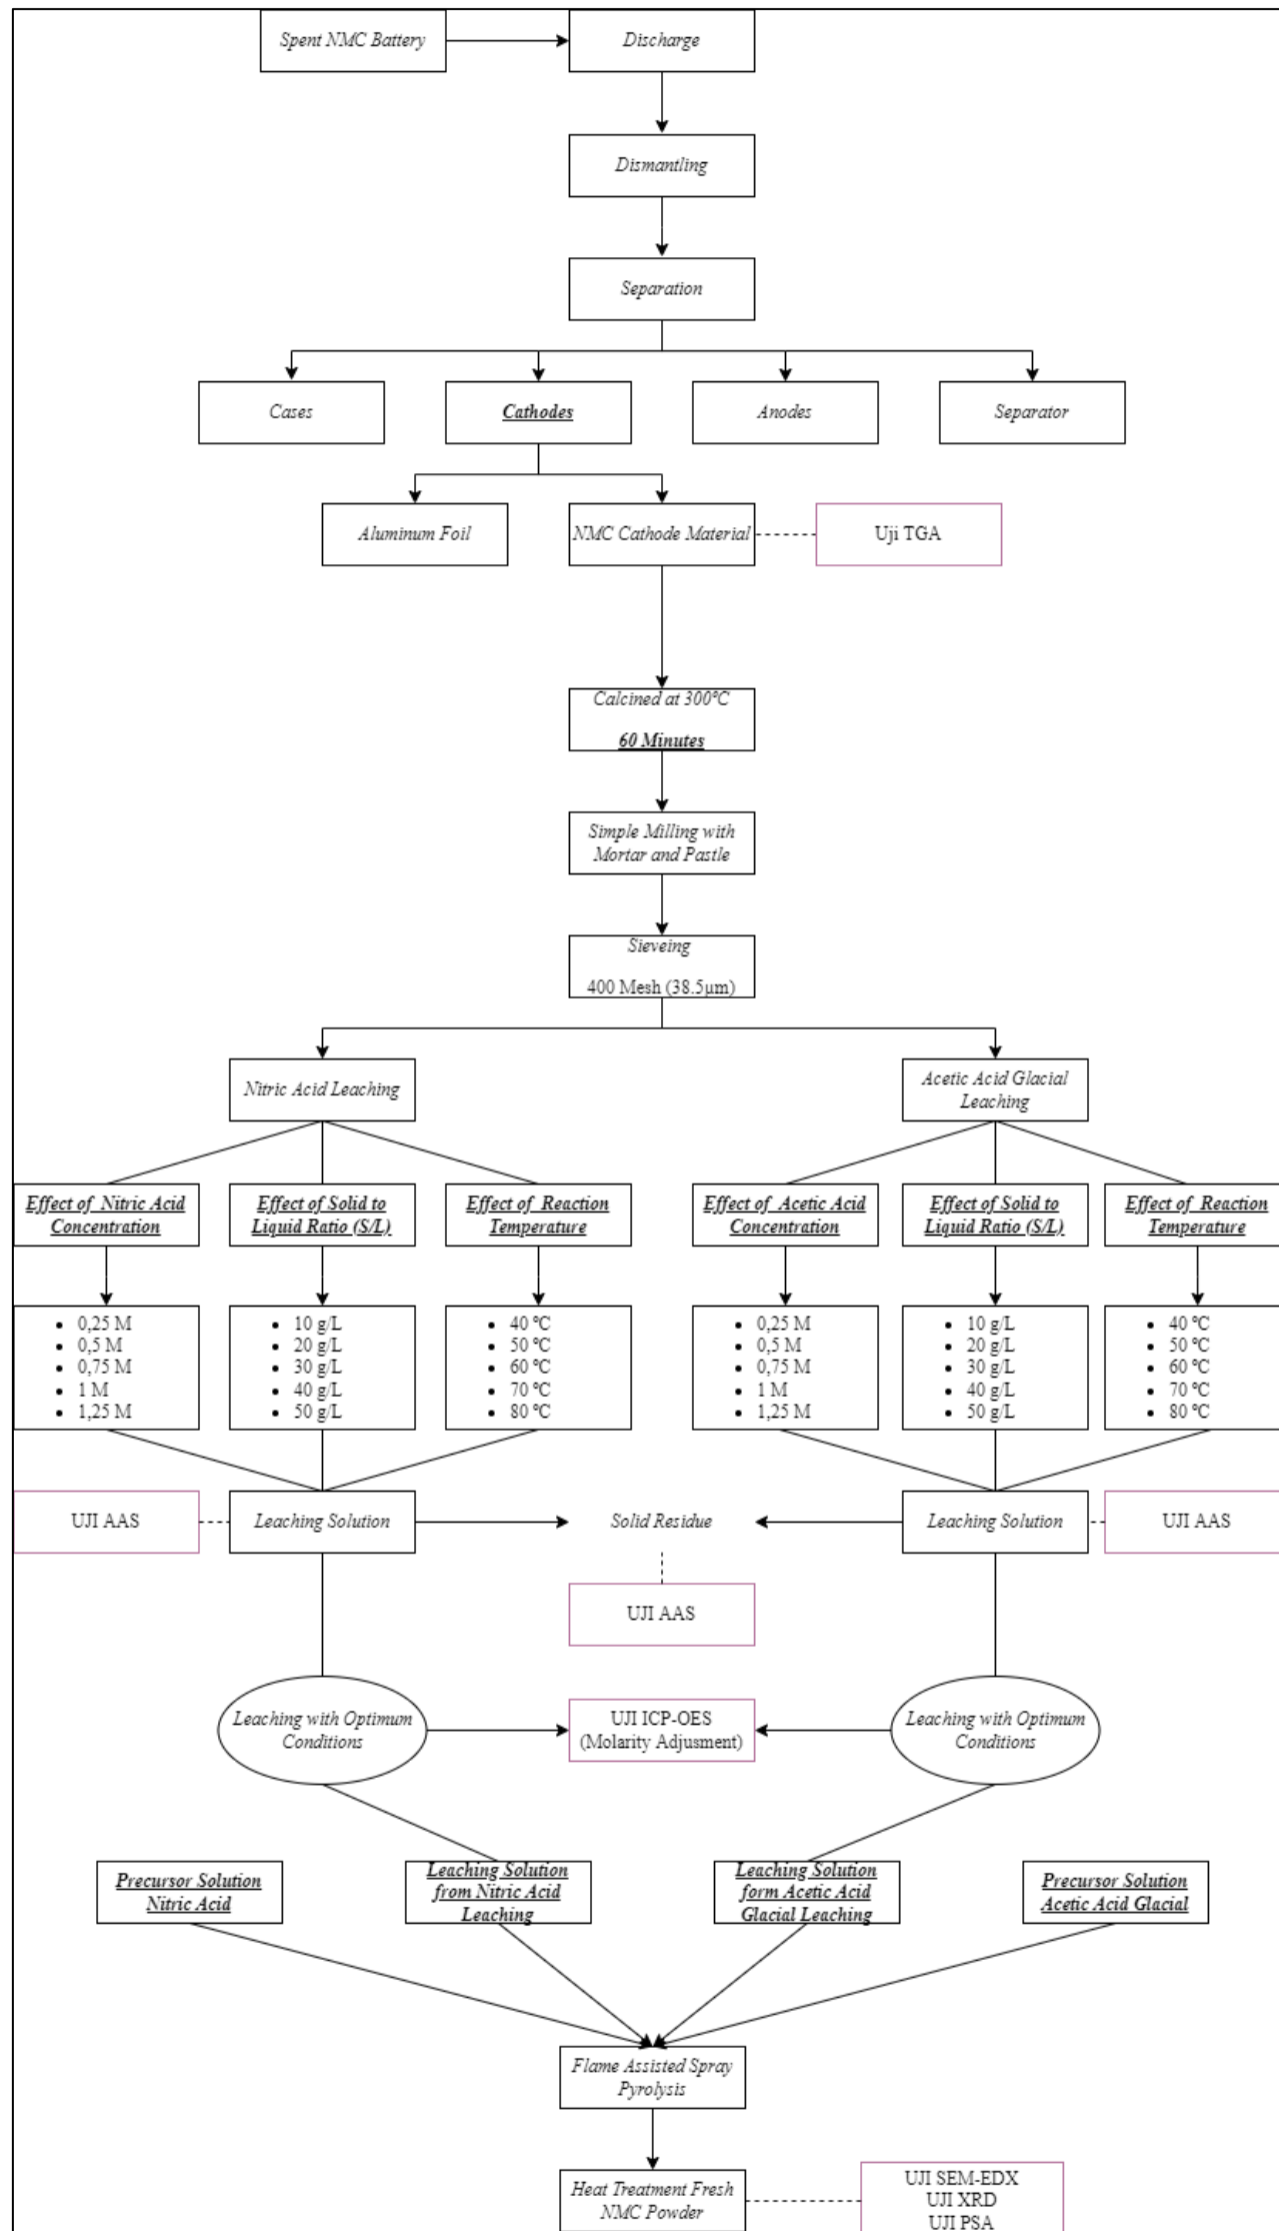 Spent NMC Battery
Discharge
Dismantling
Separation
Cases
Cathodes
Anodes
Separator
Aluminum Foil
NMC Cathode Material
Uji TGA
Calcined at 300°C
60 Minutes
Simple Milling with
Mortar and Pastle
Sieveing
400 Mesh (38.5µm)
Nitric Acid Leaching
Acetic Acid Glacial
Leaching
Effect of Nitric Acid
Concentration
Effect of Solid to
Liquid Ratio (S/L)
Effect of Reaction
Temperature
Effect of Acetic Acid
Concentration
Effect of Solid to
Liquid Ratio (S/L)
Effect of Reaction
Temperature
• 0,25 M
• 0,5 M
• 0,75 M
• 1 M
• 1,25 M
• 10 g/L
• 20 g/L
• 30 g/L
• 40 g/L
• 50 g/L
• 40 °C
• 50 °C
• 60 °C
• 70 °C
• 80 °C
• 0,25 M
• 0,5 M
• 0,75 M
• 1 M
• 1,25 M
• 10 g/L
• 20 g/L
• 30 g/L
• 40 g/L
• 50 g/L
• 40 °C
• 50 °C
• 60 °C
• 70 °C
• 80 °C
UJI AAS
Leaching Solution
Solid Residue
Leaching Solution
UJI AAS
UJI AAS
Leaching with Optimum
Conditions
UJI ICP-OES
(Molarity Adjusment)
Leaching with Optimum
Conditions
Precursor Solution
Nitric Acid
Leaching Solution
from Nitric Acid
Leaching
Leaching Solution
form Acetic Acid
Glacial Leaching
Precursor Solution
Acetic Acid Glacial
Flame Assisted Spray
Pyrolysis
Heat Treatment Fresh
NMC Powder
UJI SEM-EDX
UJI XRD
UJI PSA